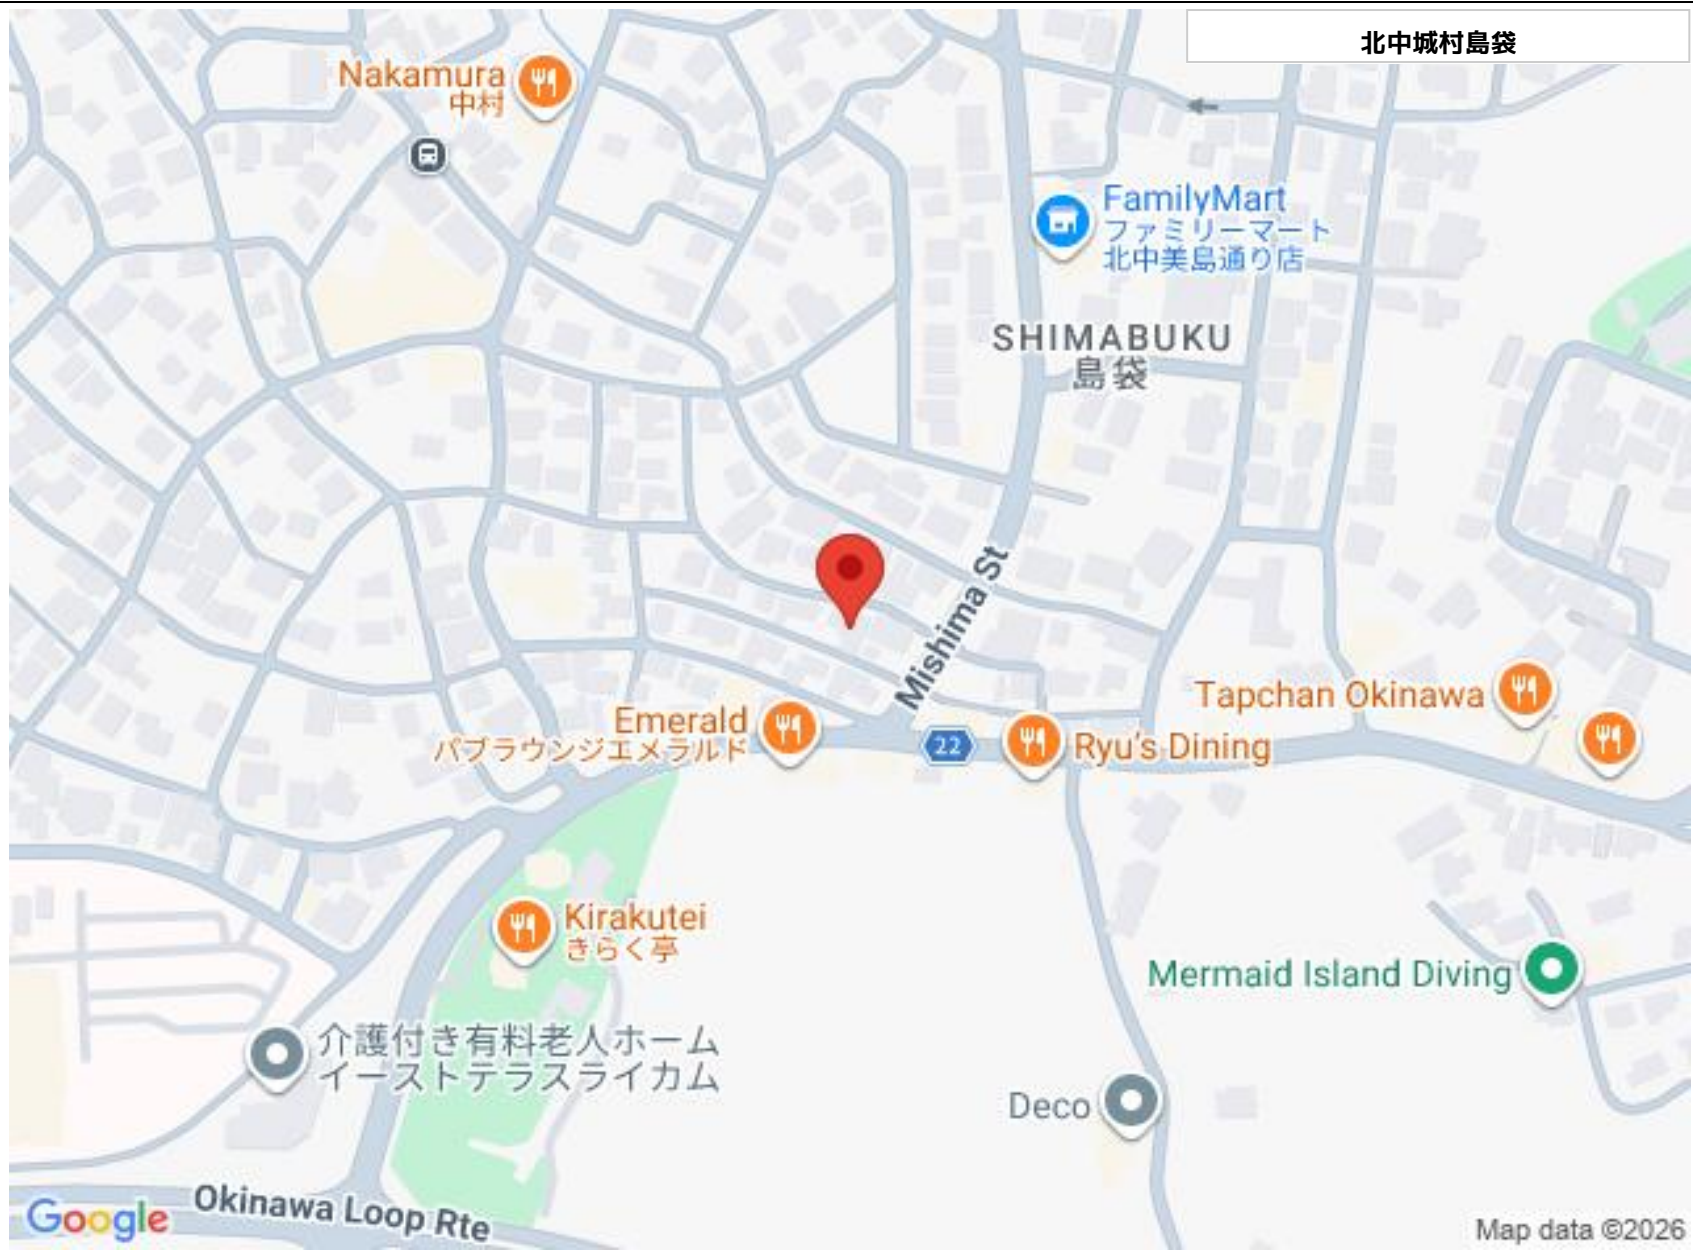 北中城村島袋
Nakamura
中村
FamilyMart
ファミリーマート
北中美島通り店
SHIMABUKU
島袋
Mishima St
Tapchan Okinawa
Emerald
パブラウンジエメラルド
22
Ryu's Dining
Kirakutei
きらく亭
Mermaid Island Diving
介護付き有料老人ホーム
イーストテラスライカム
Deco
Okinawa Loop Rte
Google
Map data ©2026